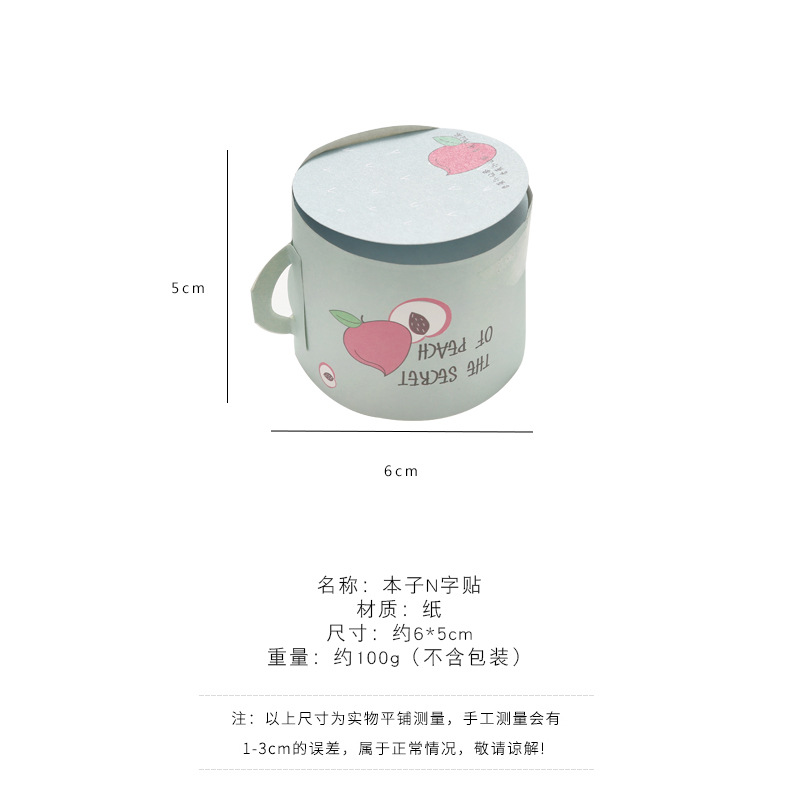 5cm
THE SECRET
OF PEACH
6cm
名称：本子N字贴
材质：纸
尺寸：约6*5cm
重量：约100g（不含包装）
注：以上尺寸为实物平铺测量，手工测量会有
1-3cm的误差，属于正常情况，敬请谅解!